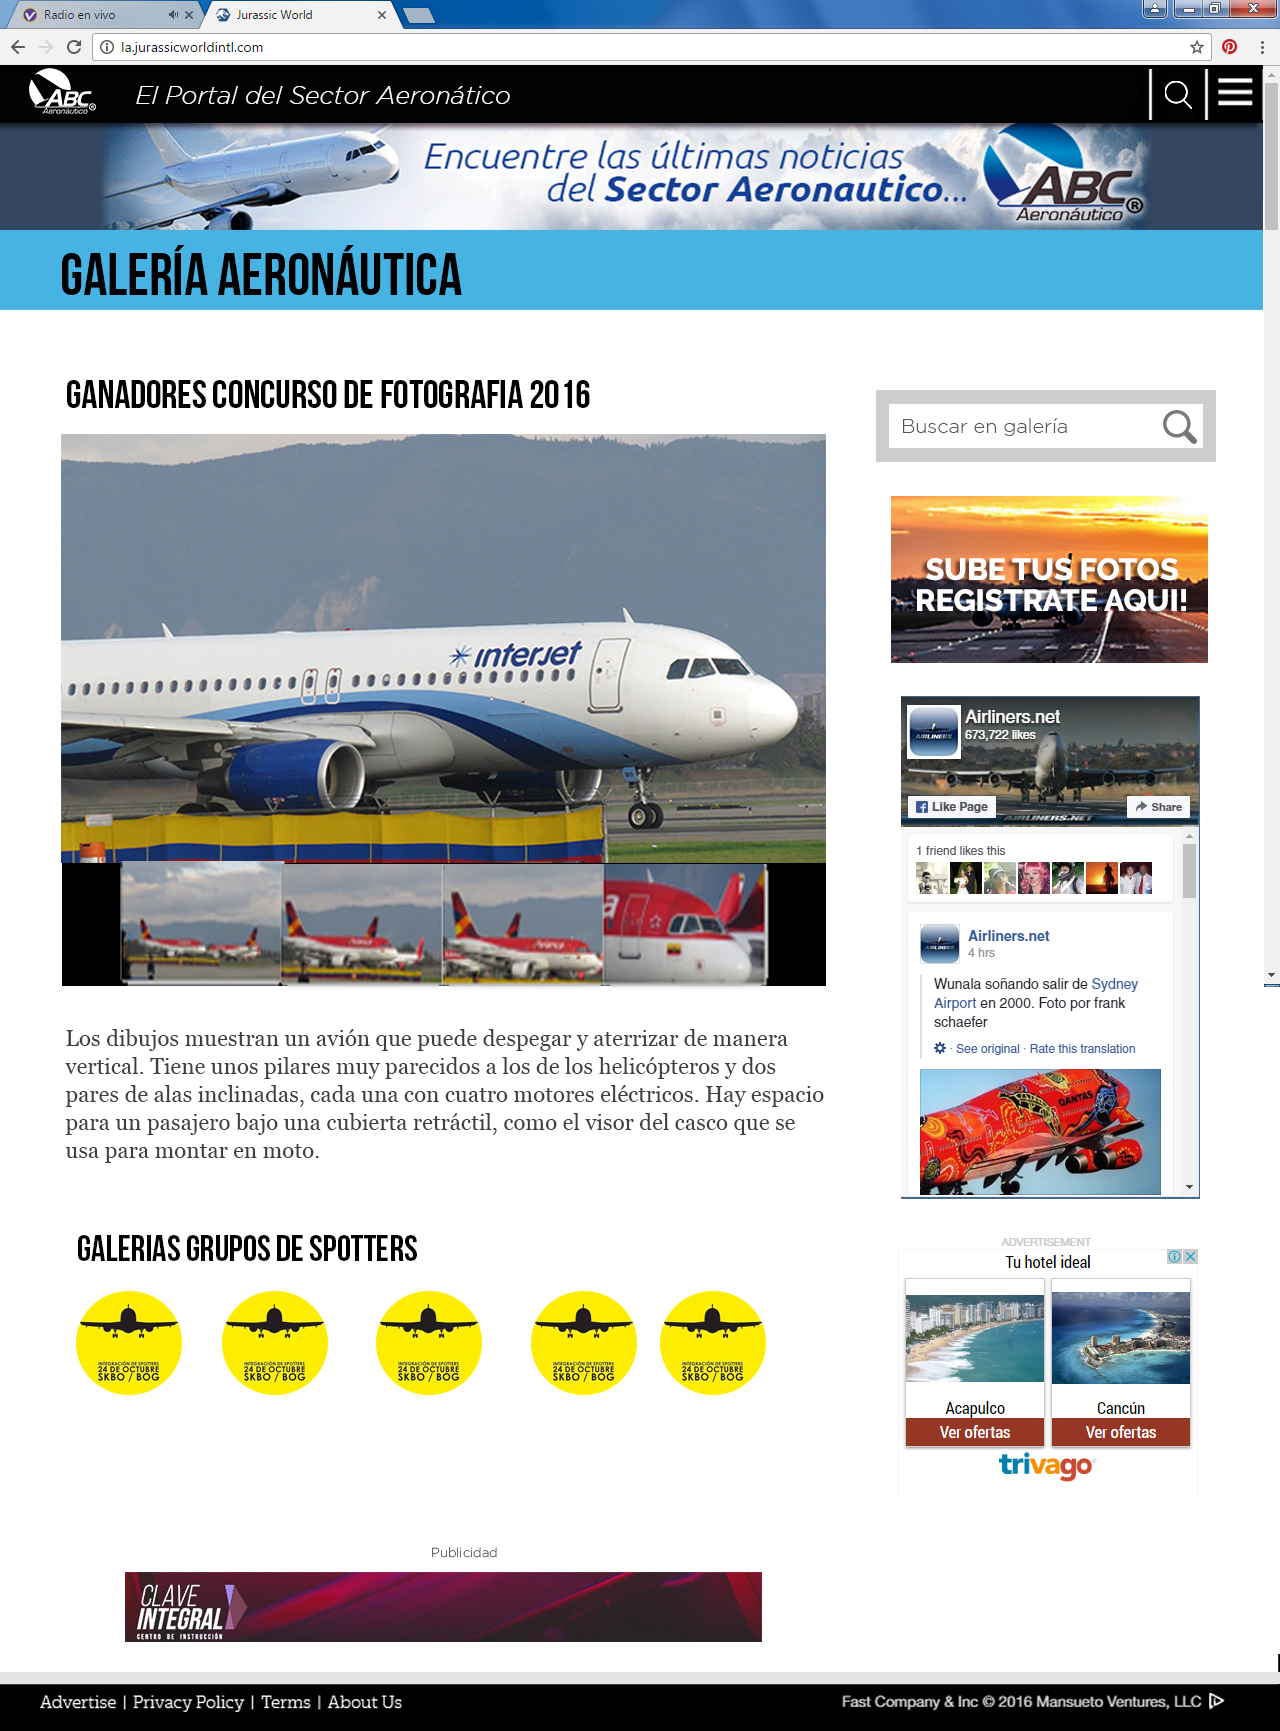 Radio en vivo
Jurassic World
la.jurassicworldintl.com
ABC
Aeronautico
El Portal del Sector Aeronático
Encuentre las últimas noticias
del Sector Aeronautico...
ABC
Aeronáutico
GALERÍA AERONÁUTICA
GANADORES CONCURSO DE FOTOGRAFIA 2016
interjet
Los dibujos muestran un avión que puede despegar y aterrizar de manera
vertical. Tiene unos pilares muy parecidos a los de los helicópteros y dos
pares de alas inclinadas, cada una con cuatro motores eléctricos. Hay espacio
para un pasajero bajo una cubierta retráctil, como el visor del casco que se
usa para montar en moto.
GALERIAS GRUPOS DE SPOTTERS
INTEGRACIÓN DE SPOTTERS
24 DE OCTUBRE
SKBO / BOG
INTEGRACIÓN DE SPOTTERS
24 DE OCTUBRE
SKBO / BOG
INTEGRACIÓN DE SPOTTERS
24 DE OCTUBRE
SKBO / BOG
INTEGRACIÓN DE SPOTTERS
24 DE OCTUBRE
SKBO / BOG
INTEGRACIÓN DE SPOTTERS
24 DE OCTUBRE
SKBO / BOG
Publicidad
CLAVE
INTEGRAL
CENTRO DE INSTRUCCIÓN
Buscar en galería
SUBE TUS FOTOS
REGISTRATE AQUI!
Airliners.net
673,722 likes
AIRLINERS
Like Page
Share
AIRLINERS.NET
1 friend likes this
Airliners.net
4 hrs
Wunala soñando salir de Sydney
Airport en 2000. Foto por frank
schaefer
· See original · Rate this translation
QANTAS
ADVERTISEMENT
Tu hotel ideal
Acapulco
Ver ofertas
Cancún
Ver ofertas
trivago
Advertise | Privacy Policy | Terms | About Us
Fast Company & Inc © 2016 Mansueto Ventures, LLC